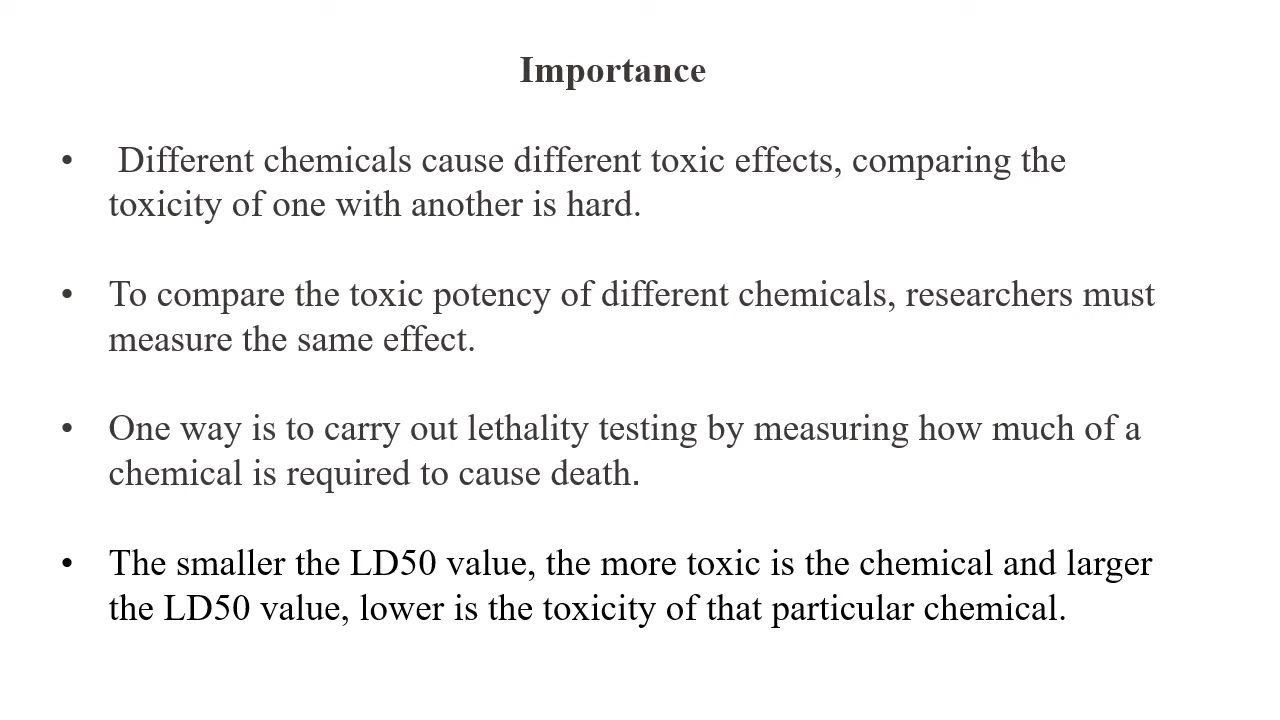 Importance
• Different chemicals cause different toxic effects, comparing the
toxicity of one with another is hard.
• To compare the toxic potency of different chemicals, researchers must
measure the same effect.
• One way is to carry out lethality testing by measuring how much of a
chemical is required to cause death.
• The smaller the LD50 value, the more toxic is the chemical and larger
the LD50 value, lower is the toxicity of that particular chemical.